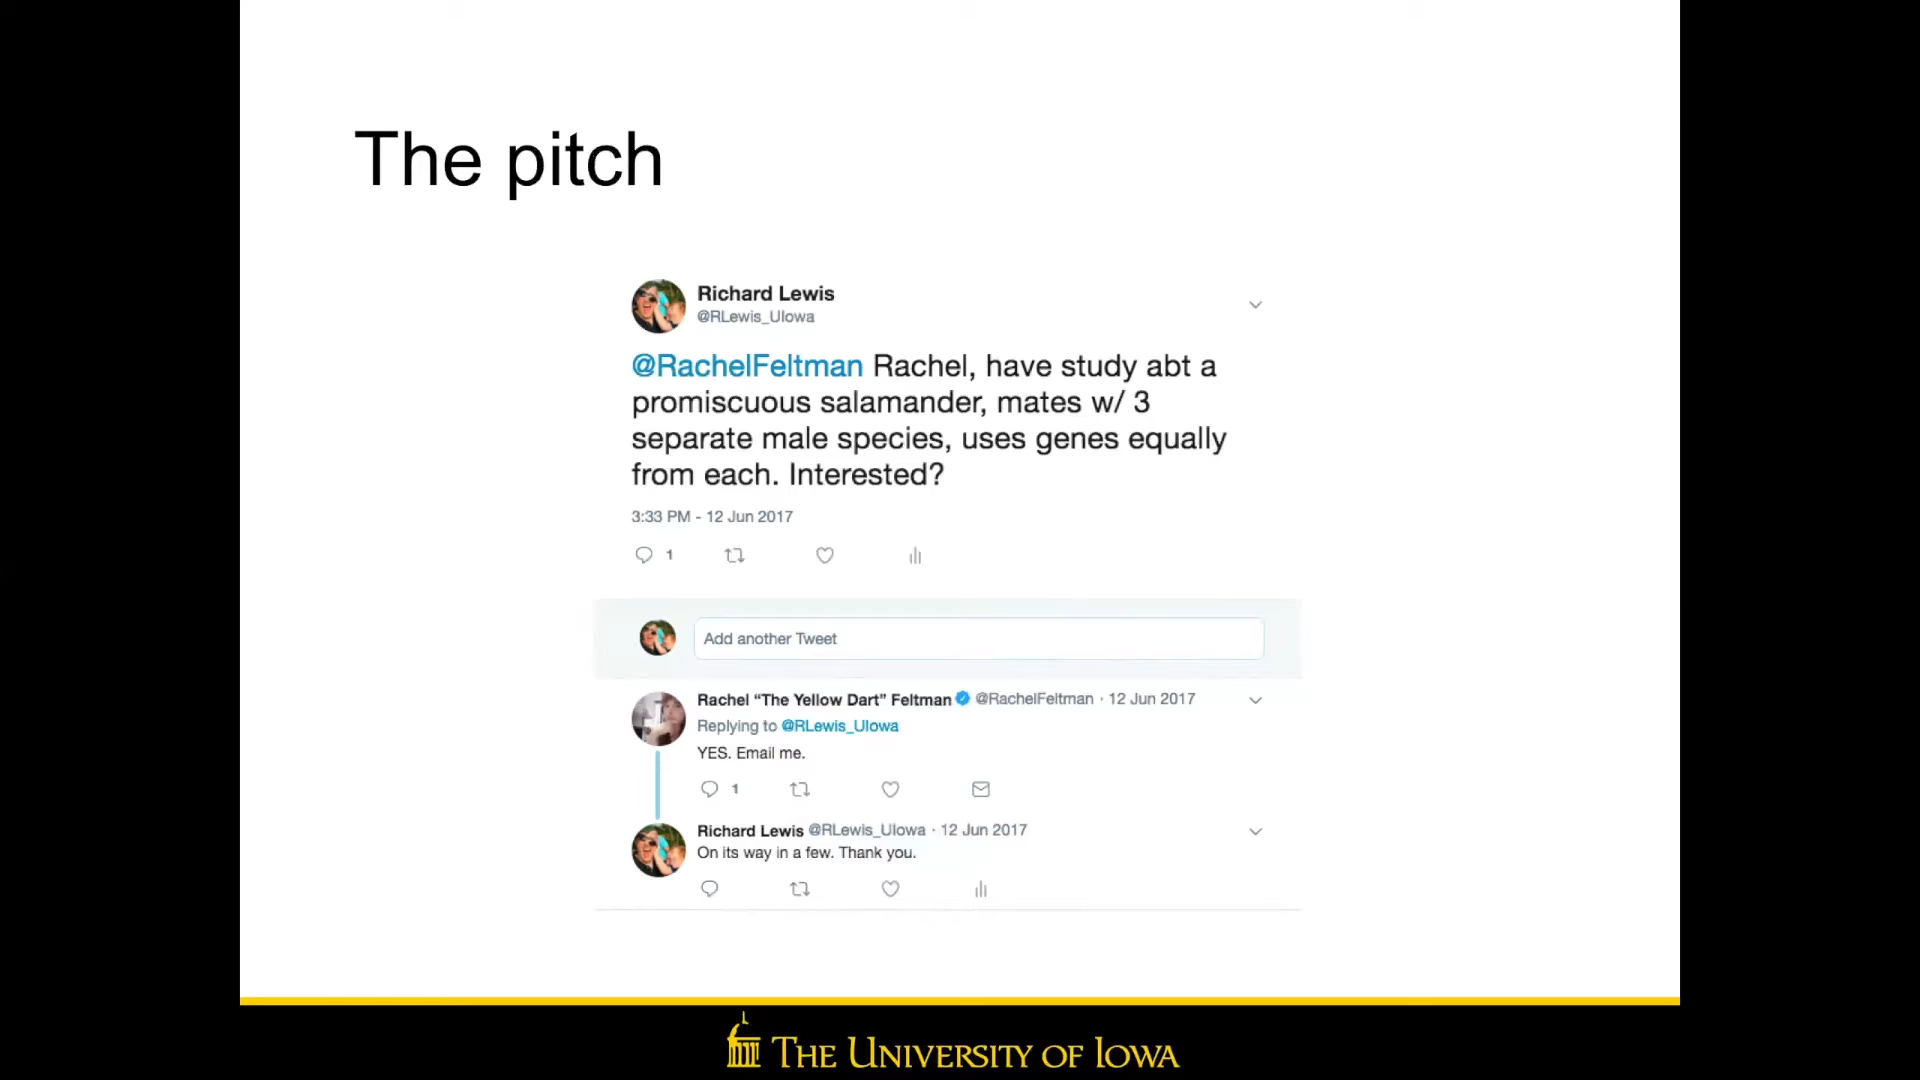 The pitch
Richard Lewis
@RLewis_UIowa
@RachelFeltman Rachel, have study abt a
promiscuous salamander, mates w/ 3
separate male species, uses genes equally
from each. Interested?
3:33 PM - 12 Jun 2017
1
Add another Tweet
Rachel “The Yellow Dart” Feltman @RachelFeltman · 12 Jun 2017
Replying to @RLewis_UIowa
YES. Email me.
1
Richard Lewis @RLewis_UIowa · 12 Jun 2017
On its way in a few. Thank you.
THE UNIVERSITY OF IOWA